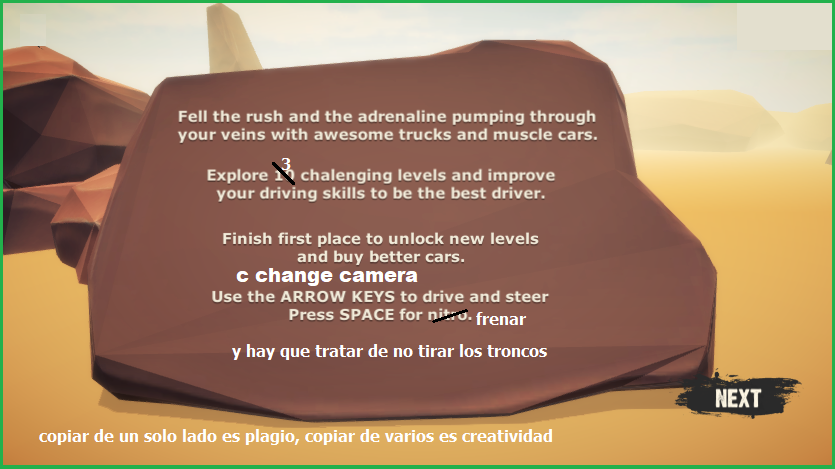 Fell the rush and the adrenaline pumping through
your veins with awesome trucks and muscle cars.
3
Explore chalenging levels and improve
your driving skills to be the best driver.
Finish first place to unlock new levels
and buy better cars.
c change camera
Use the ARROW KEYS to drive and steer
Press SPACE for nitro. frenar
y hay que tratar de no tirar los troncos
NEXT
copiar de un solo lado es plagio, copiar de varios es creatividad